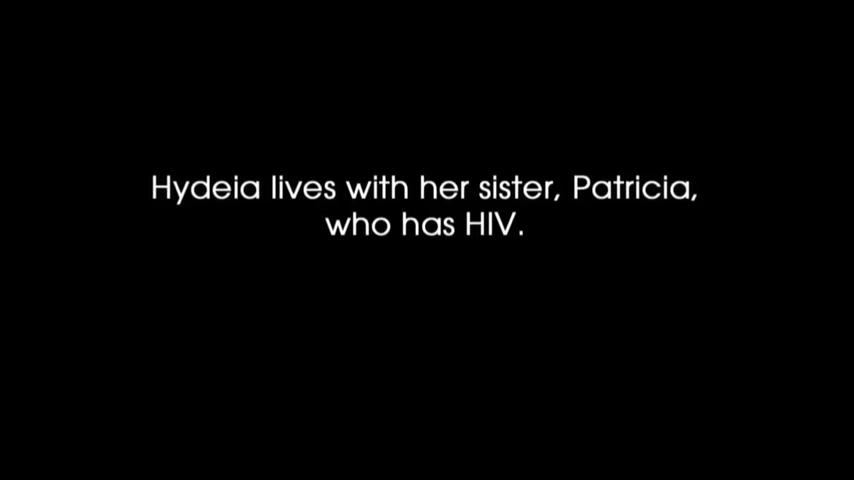 Hydeia lives with her sister, Patricia,
who has HIV.